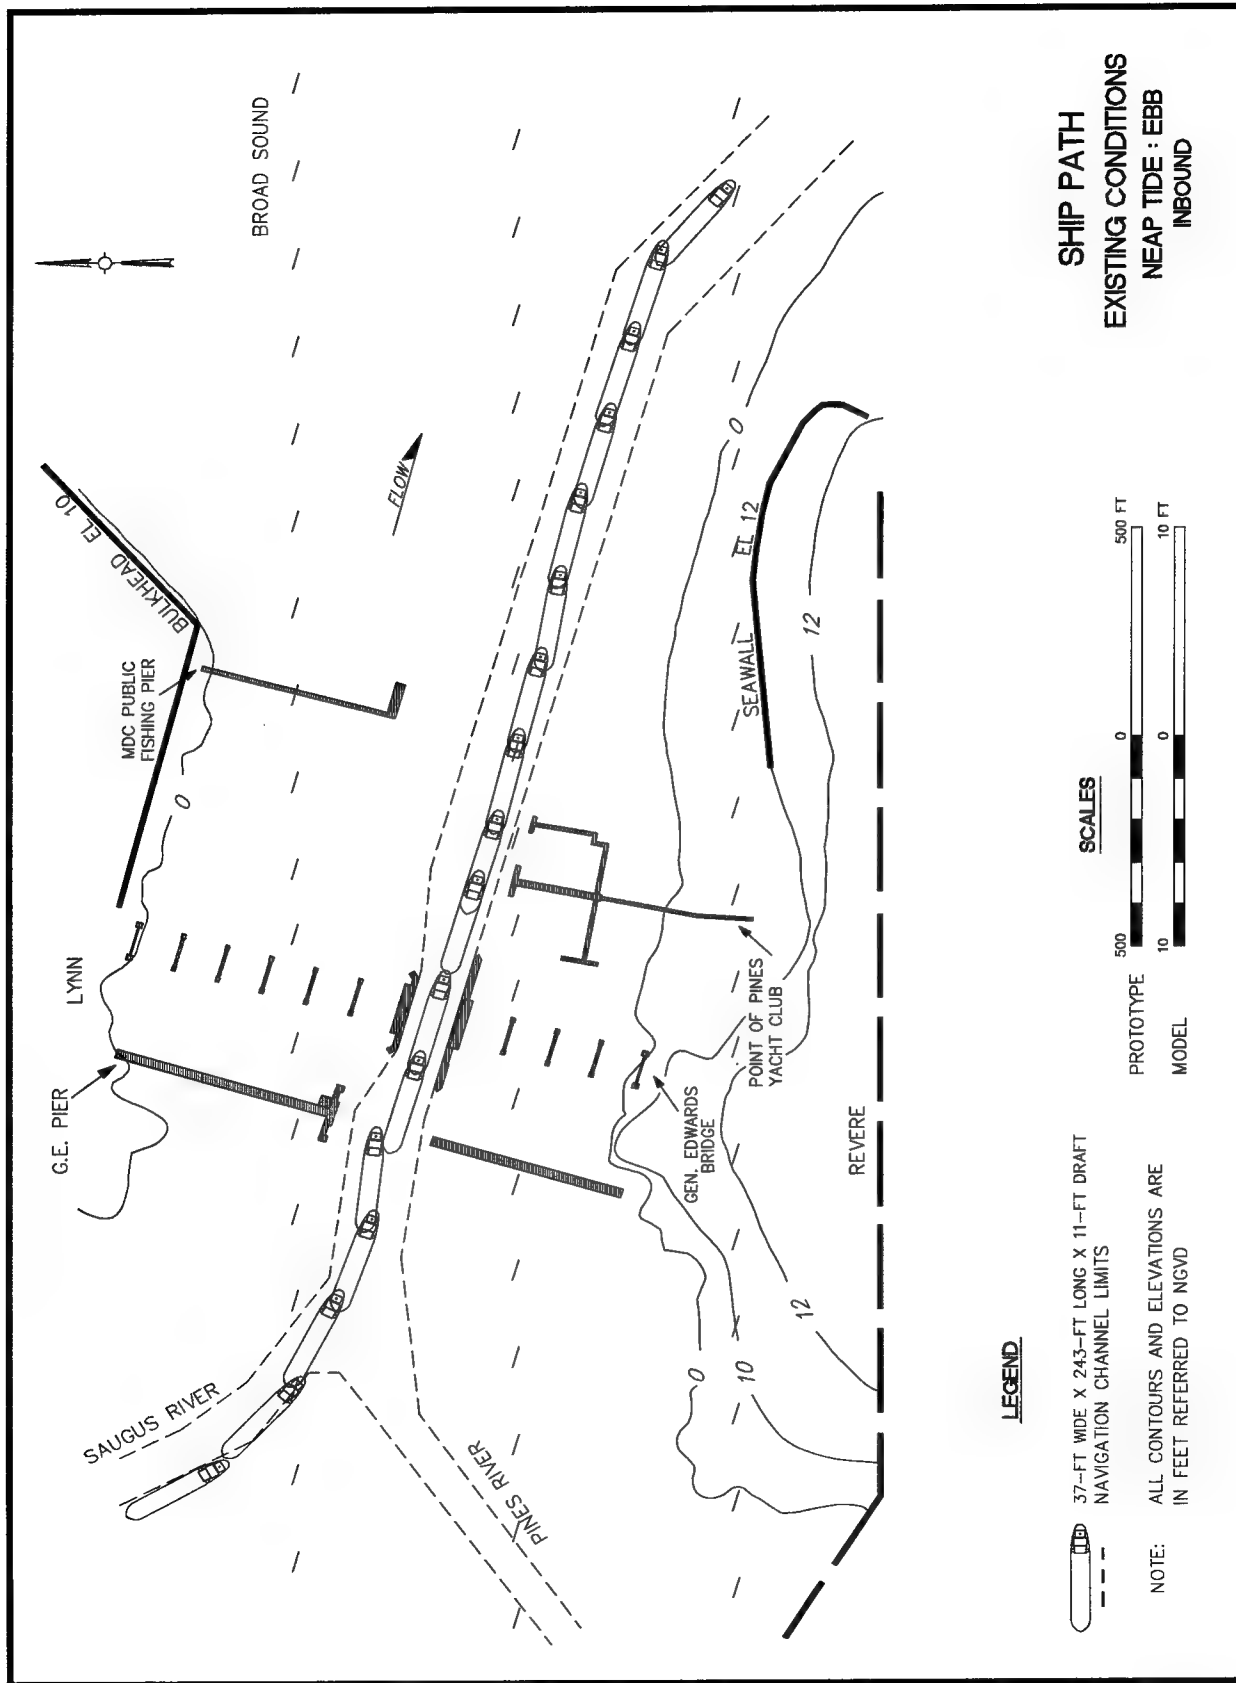 BROAD SOUND
BULKHEAD EL 10
MDC PUBLIC
FISHING PIER
FLOW
LYNN
G.E. PIER
0
0
SEAWALL
EL 12
12
POINT OF PINES
YACHT CLUB
GEN. EDWARDS
BRIDGE
REVERE
SAUGUS RIVER
PINES RIVER
0
10
12
SHIP PATH
EXISTING CONDITIONS
NEAP TIDE : EBB
INBOUND
SCALES
PROTOTYPE 500 0 500 FT
MODEL 10 0 10 FT
LEGEND
37-FT WIDE X 243-FT LONG X 11-FT DRAFT
NAVIGATION CHANNEL LIMITS
NOTE: ALL CONTOURS AND ELEVATIONS ARE
IN FEET REFERRED TO NGVD